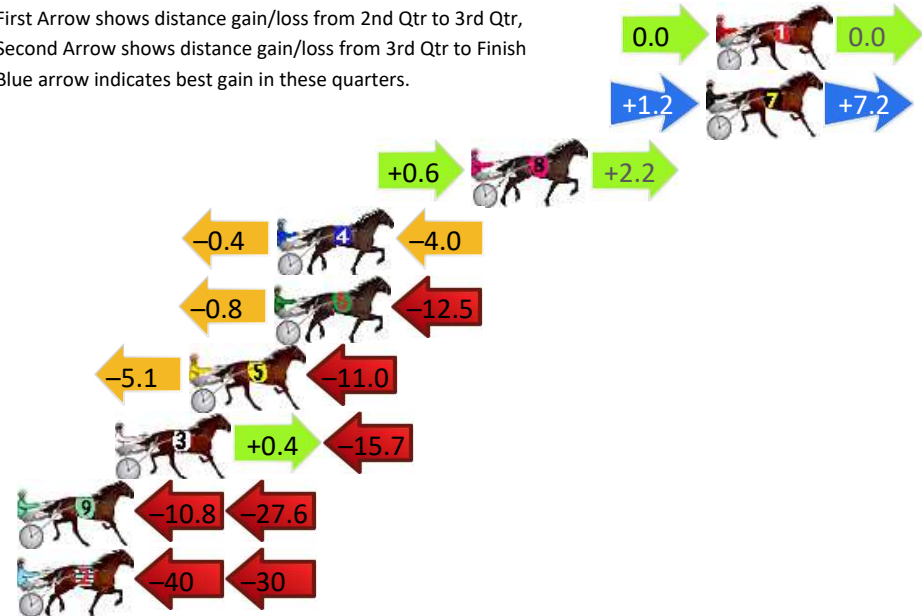 First Arrow shows distance gain/loss from 2nd Qtr to 3rd Qtr,
Second Arrow shows distance gain/loss from 3rd Qtr to Finish
Blue arrow indicates best gain in these quarters.
0.0 1 0.0
+1.2 7 +7.2
+0.6 8 +2.2
–0.4 4 –4.0
–0.8 –12.5
–5.1 5 –11.0
3 +0.4 –15.7
9 –10.8 –27.6
–40 –30